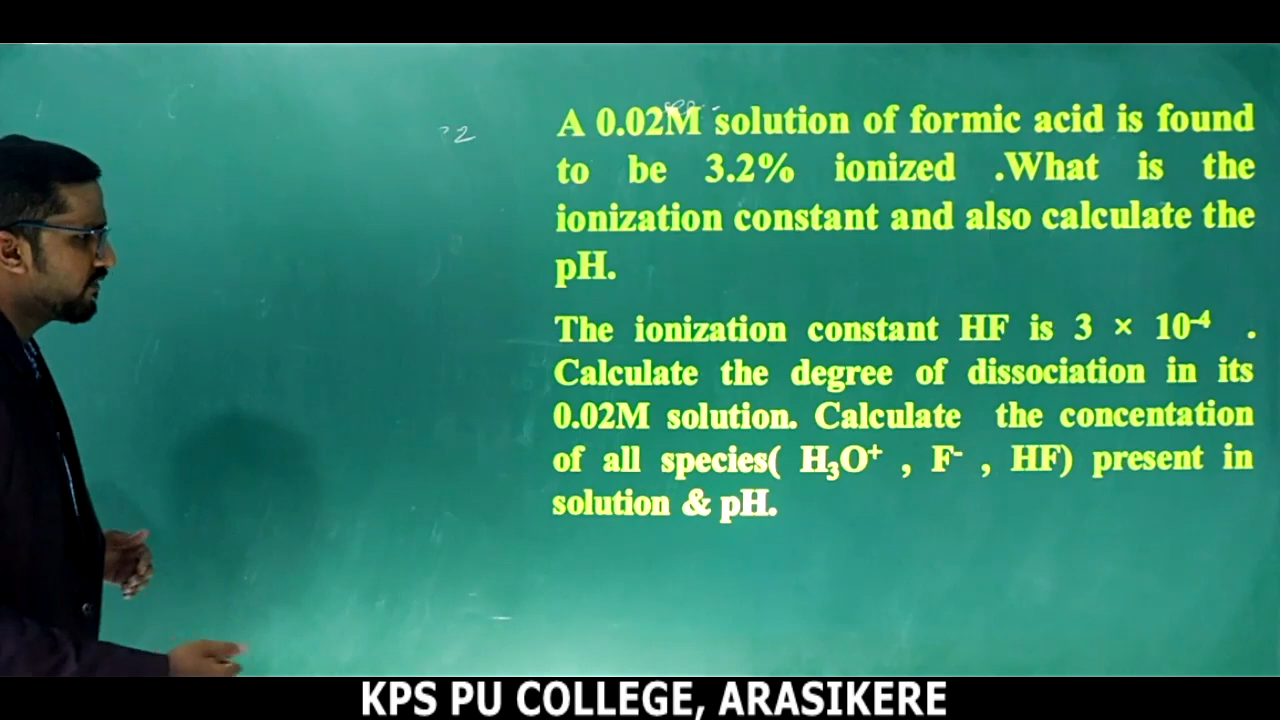 A 0.02M solution of formic acid is found
to be 3.2% ionized .What is the
ionization constant and also calculate the
pH.
The ionization constant HF is 3 × 10⁻⁴ .
Calculate the degree of dissociation in its
0.02M solution. Calculate the concentation
of all species( H₃O⁺ , F⁻ , HF) present in
solution & pH.
KPS PU COLLEGE, ARASIKERE